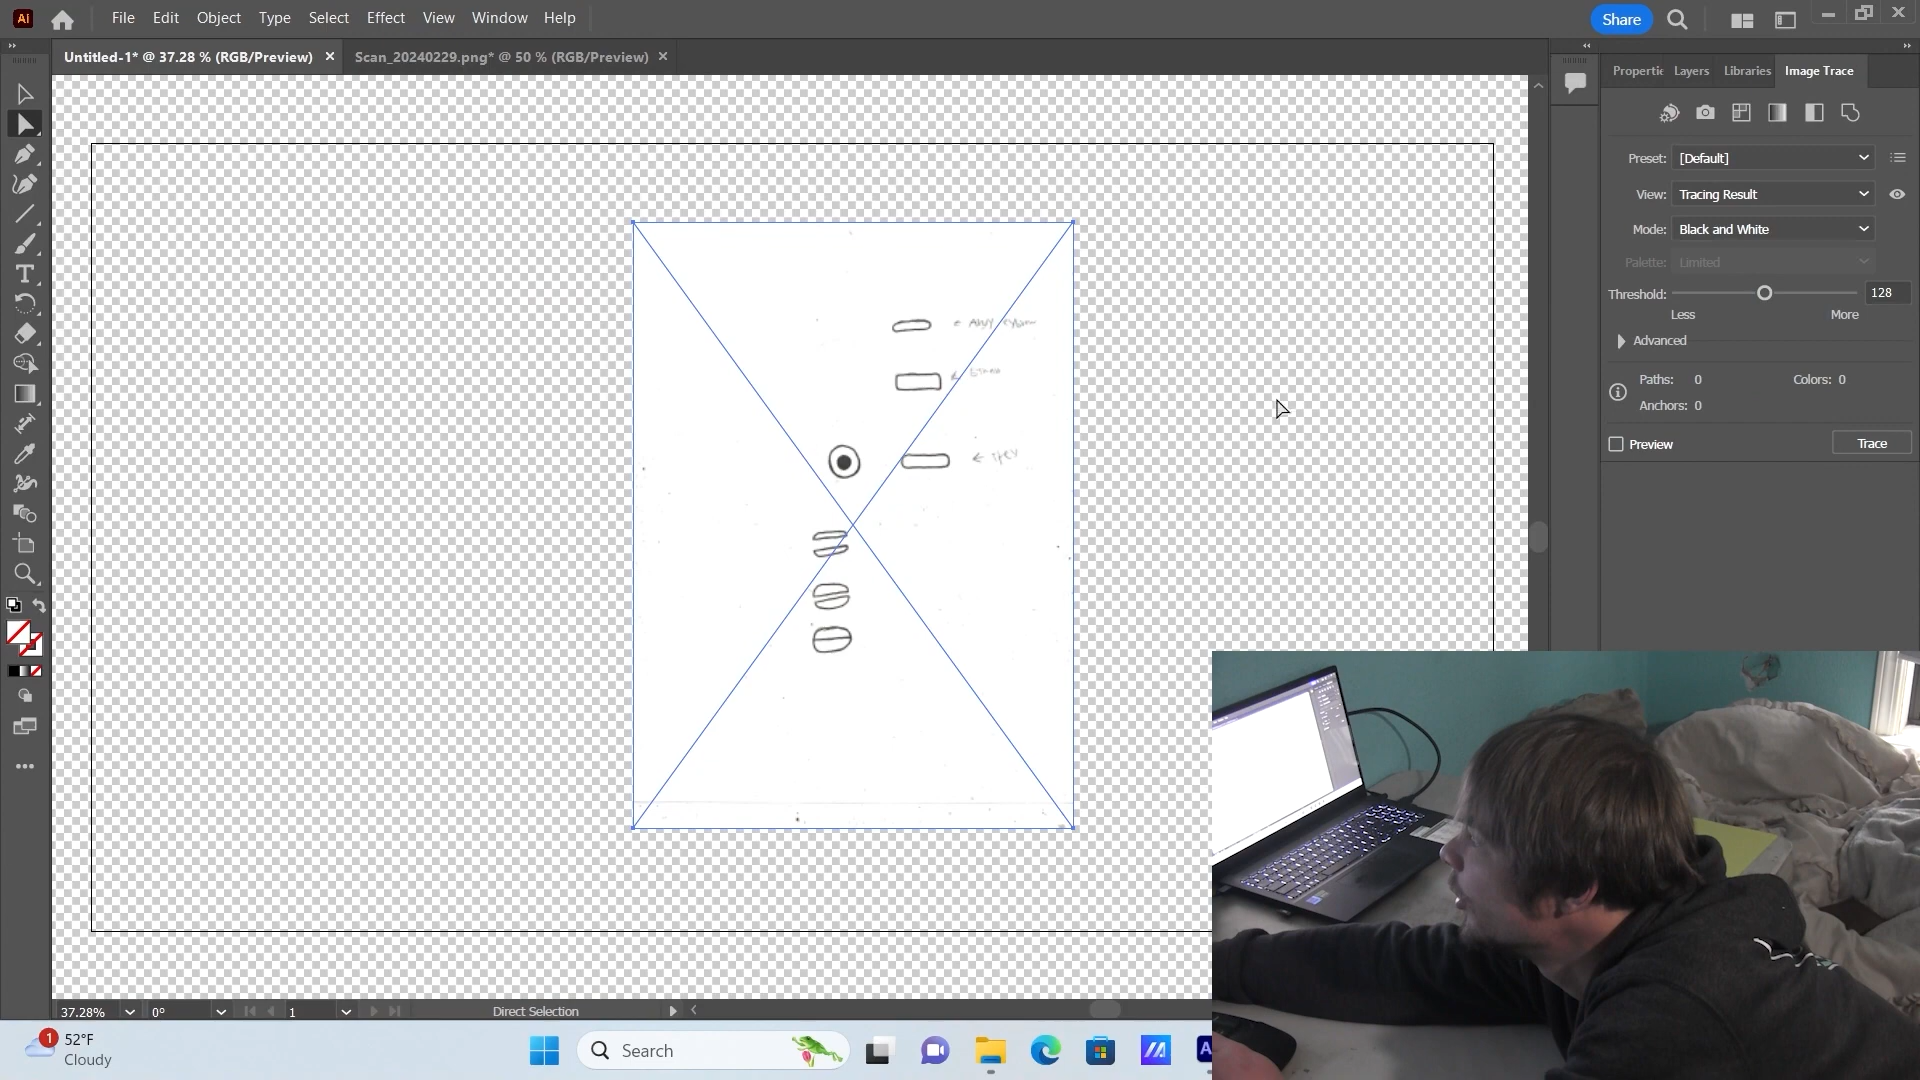 Ai File Edit Object Type Select Effect View Window Help Share
Untitled-1* @ 37.28 % (RGB/Preview) Scan_20240229.png* @ 50 % (RGB/Preview)
Properti Layers Libraries Image Trace
Preset: [Default]
View: Tracing Result
Mode: Black and White
Palette: Limited
Threshold: 128
Less More
Advanced
Paths: 0 Colors: 0
Anchors: 0
Preview Trace
37.28% 0° 1 Direct Selection
1 52°F
Cloudy
Search